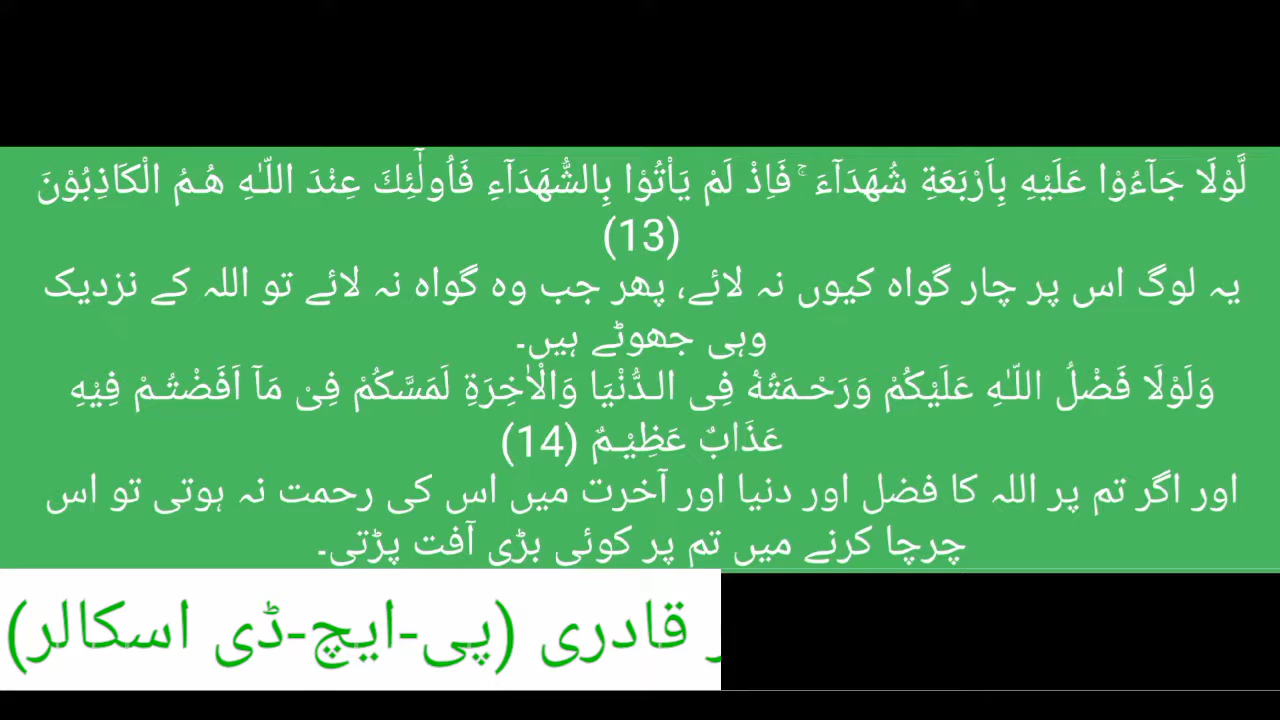 لَّوْلَا جَآءُوْا عَلَيْهِ بِاَرْبَعَةِ شُهَدَآءَ ۚ فَاِذْ لَمْ يَاْتُوْا بِالشُّهَدَآءِ فَاُولٰٓئِكَ عِنْدَ اللّـٰهِ هُـمُ الْكَاذِبُوْنَ
(13)
یہ لوگ اس پر چار گواہ کیوں نہ لائے، پھر جب وہ گواہ نہ لائے تو اللہ کے نزدیک
وہی جھوٹے ہیں۔
وَلَوْلَا فَضْلُ اللّـٰهِ عَلَيْكُمْ وَرَحْـمَتُهٝ فِى الـدُّنْيَا وَالْاٰخِرَةِ لَمَسَّكُمْ فِىْ مَآ اَفَضْتُـمْ فِيْهِ
عَذَابٌ عَظِيْـمٌ (14)
اور اگر تم پر اللہ کا فضل اور دنیا اور آخرت میں اس کی رحمت نہ ہوتی تو اس
چرچا کرنے میں تم پر کوئی بڑی آفت پڑتی۔
قادری (پی-ایچ-ڈی اسکالر)